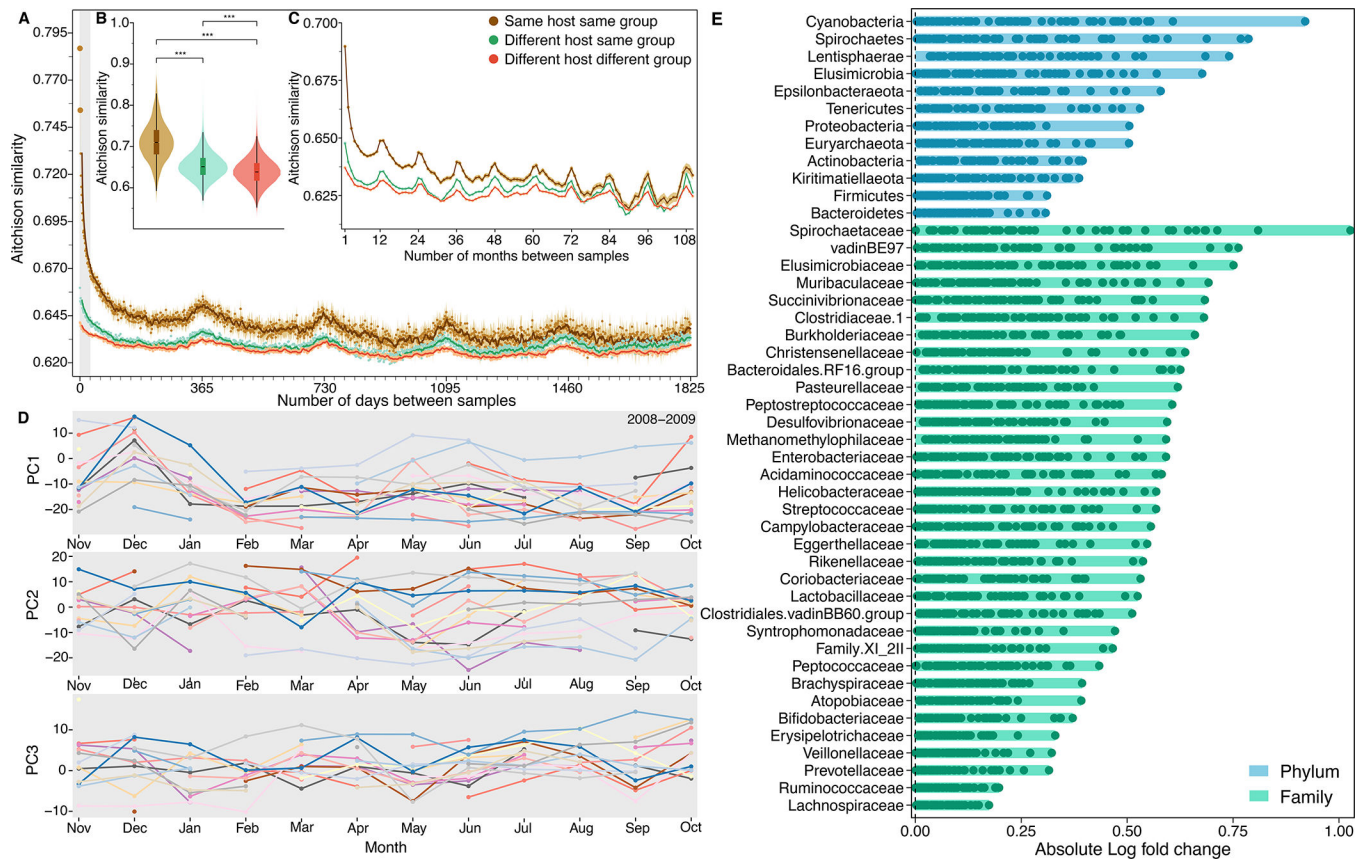 A
Aitchison similarity
0.795
0.770
0.745
0.720
0.695
0.670
0.645
0.620
0
365
730
1095
1460
1825
Number of days between samples
B
Aitchison similarity
1.0
0.9
0.8
0.7
0.6
***
***
***
C
Aitchison similarity
0.700
0.675
0.650
0.625
1
12
24
36
48
60
72
84
96
108
Number of months between samples
Same host same group
Different host same group
Different host different group
D
2008–2009
PC1
10
0
−10
−20
Nov Dec Jan Feb Mar Apr May Jun Jul Aug Sep Oct
PC2
20
10
0
−10
−20
Nov Dec Jan Feb Mar Apr May Jun Jul Aug Sep Oct
PC3
10
0
−10
Nov Dec Jan Feb Mar Apr May Jun Jul Aug Sep Oct
Month
E
Cyanobacteria
Spirochaetes
Lentisphaerae
Elusimicrobia
Epsilonbacteraeota
Tenericutes
Proteobacteria
Euryarchaeota
Actinobacteria
Kiritimatiellaeota
Firmicutes
Bacteroidetes
Spirochaetaceae
vadinBE97
Elusimicrobiaceae
Muribaculaceae
Succinivibrionaceae
Clostridiaceae.1
Burkholderiaceae
Christensenellaceae
Bacteroidales.RF16.group
Pasteurellaceae
Peptostreptococcaceae
Desulfovibrionaceae
Methanomethylophilaceae
Enterobacteriaceae
Acidaminococcaceae
Helicobacteraceae
Streptococcaceae
Campylobacteraceae
Eggerthellaceae
Rikenellaceae
Coriobacteriaceae
Lactobacillaceae
Clostridiales.vadinBB60.group
Syntrophomonadaceae
Family.XI_2II
Peptococcaceae
Brachyspiraceae
Atopobiaceae
Bifidobacteriaceae
Erysipelotrichaceae
Veillonellaceae
Prevotellaceae
Ruminococcaceae
Lachnospiraceae
Phylum
Family
0.00
0.25
0.50
0.75
1.00
Absolute Log fold change